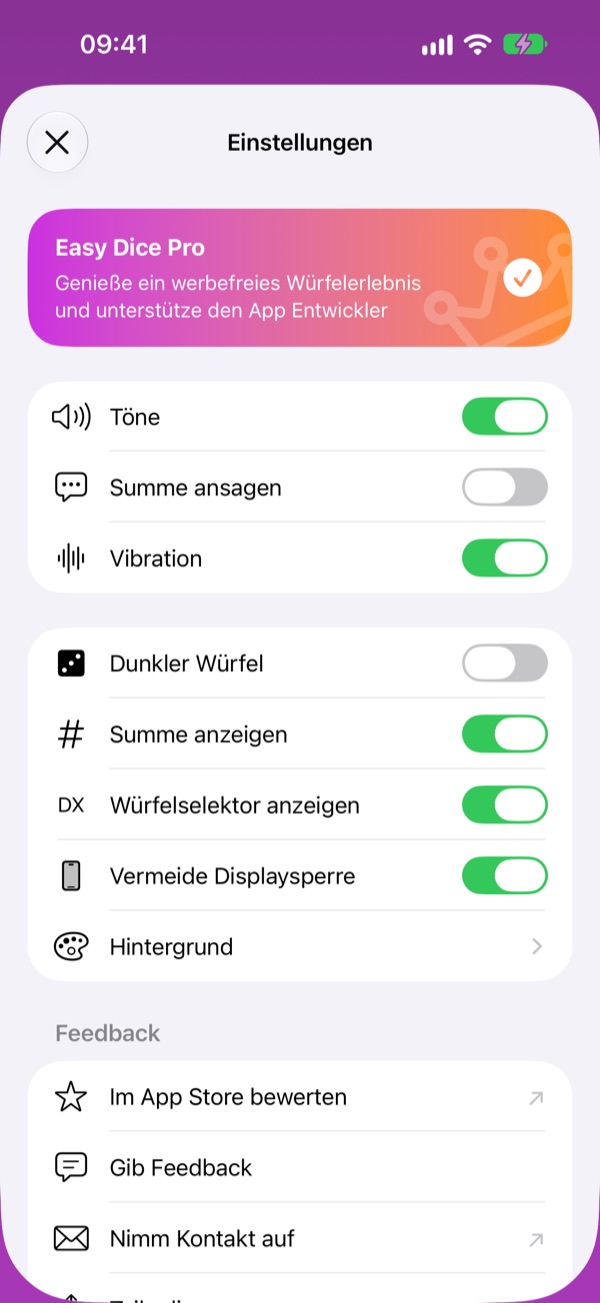 09:41
Einstellungen
Easy Dice Pro
Genieße ein werbefreies Würfelerlebnis
und unterstütze den App Entwickler
Töne
Summe ansagen
Vibration
Dunkler Würfel
# Summe anzeigen
DX Würfelselektor anzeigen
Vermeide Displaysperre
Hintergrund
Feedback
Im App Store bewerten
Gib Feedback
Nimm Kontakt auf